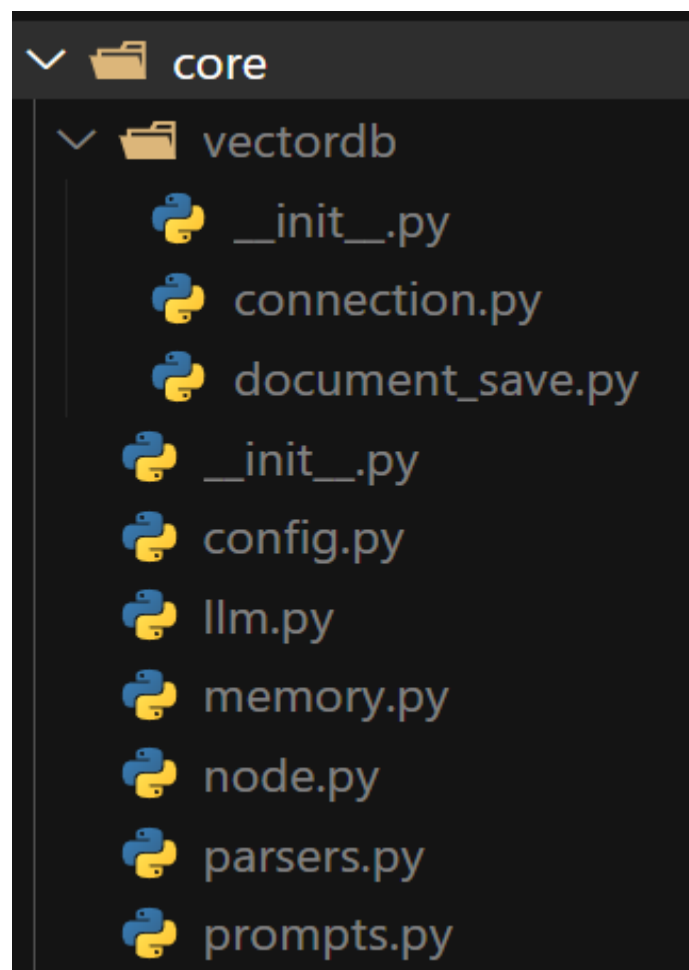 core
vectordb
__init__.py
connection.py
document_save.py
__init__.py
config.py
llm.py
memory.py
node.py
parsers.py
prompts.py